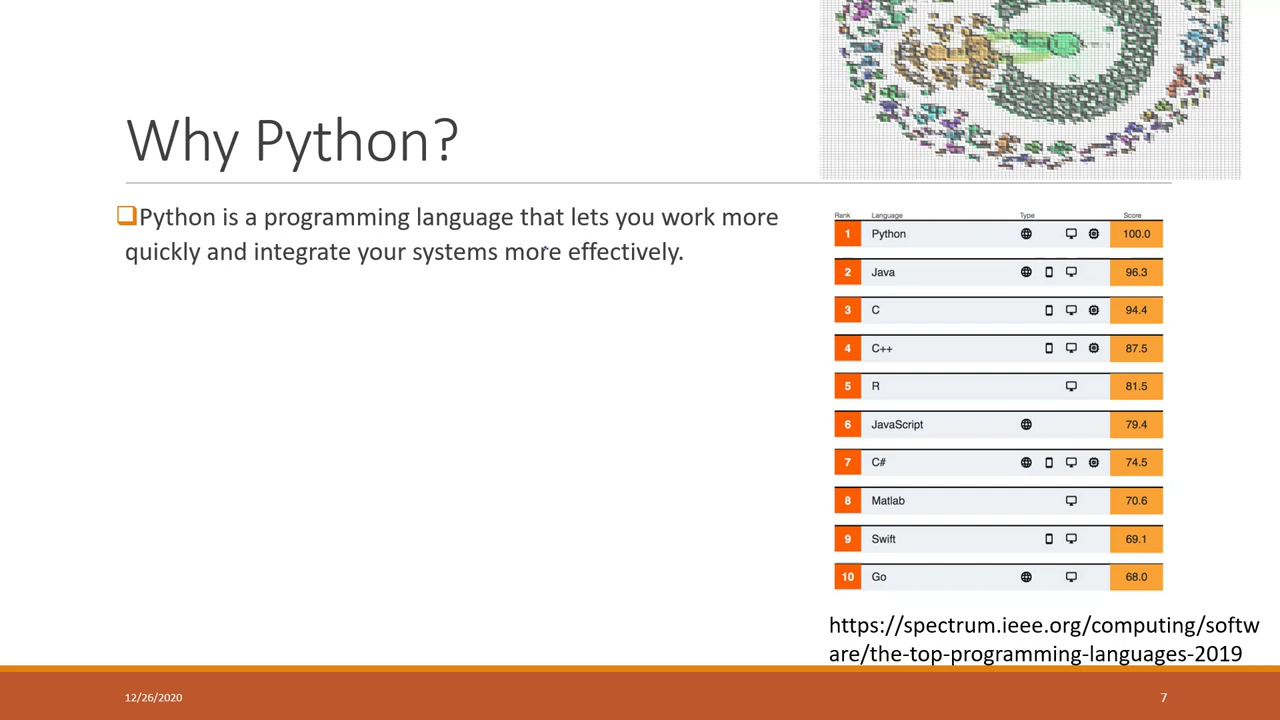 Why Python?
Python is a programming language that lets you work more
quickly and integrate your systems more effectively.
Rank Language Type Score
1 Python 100.0
2 Java 96.3
3 C 94.4
4 C++ 87.5
5 R 81.5
6 JavaScript 79.4
7 C# 74.5
8 Matlab 70.6
9 Swift 69.1
10 Go 68.0
https://spectrum.ieee.org/computing/softw
are/the-top-programming-languages-2019
12/26/2020
7